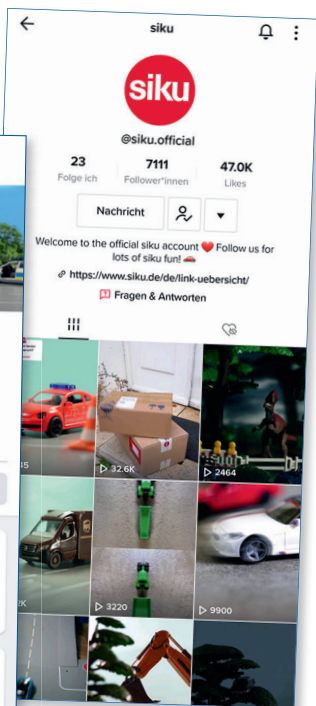 siku
siku
@siku.official
23 7111 47.0K
Folge ich Follower*innen Likes
Nachricht
Welcome to the official siku account ❤️ Follow us for
lots of siku fun! 🚗
https://www.siku.de/de/link-uebersicht/
Fragen & Antworten
32.6K
2464
3220
9900